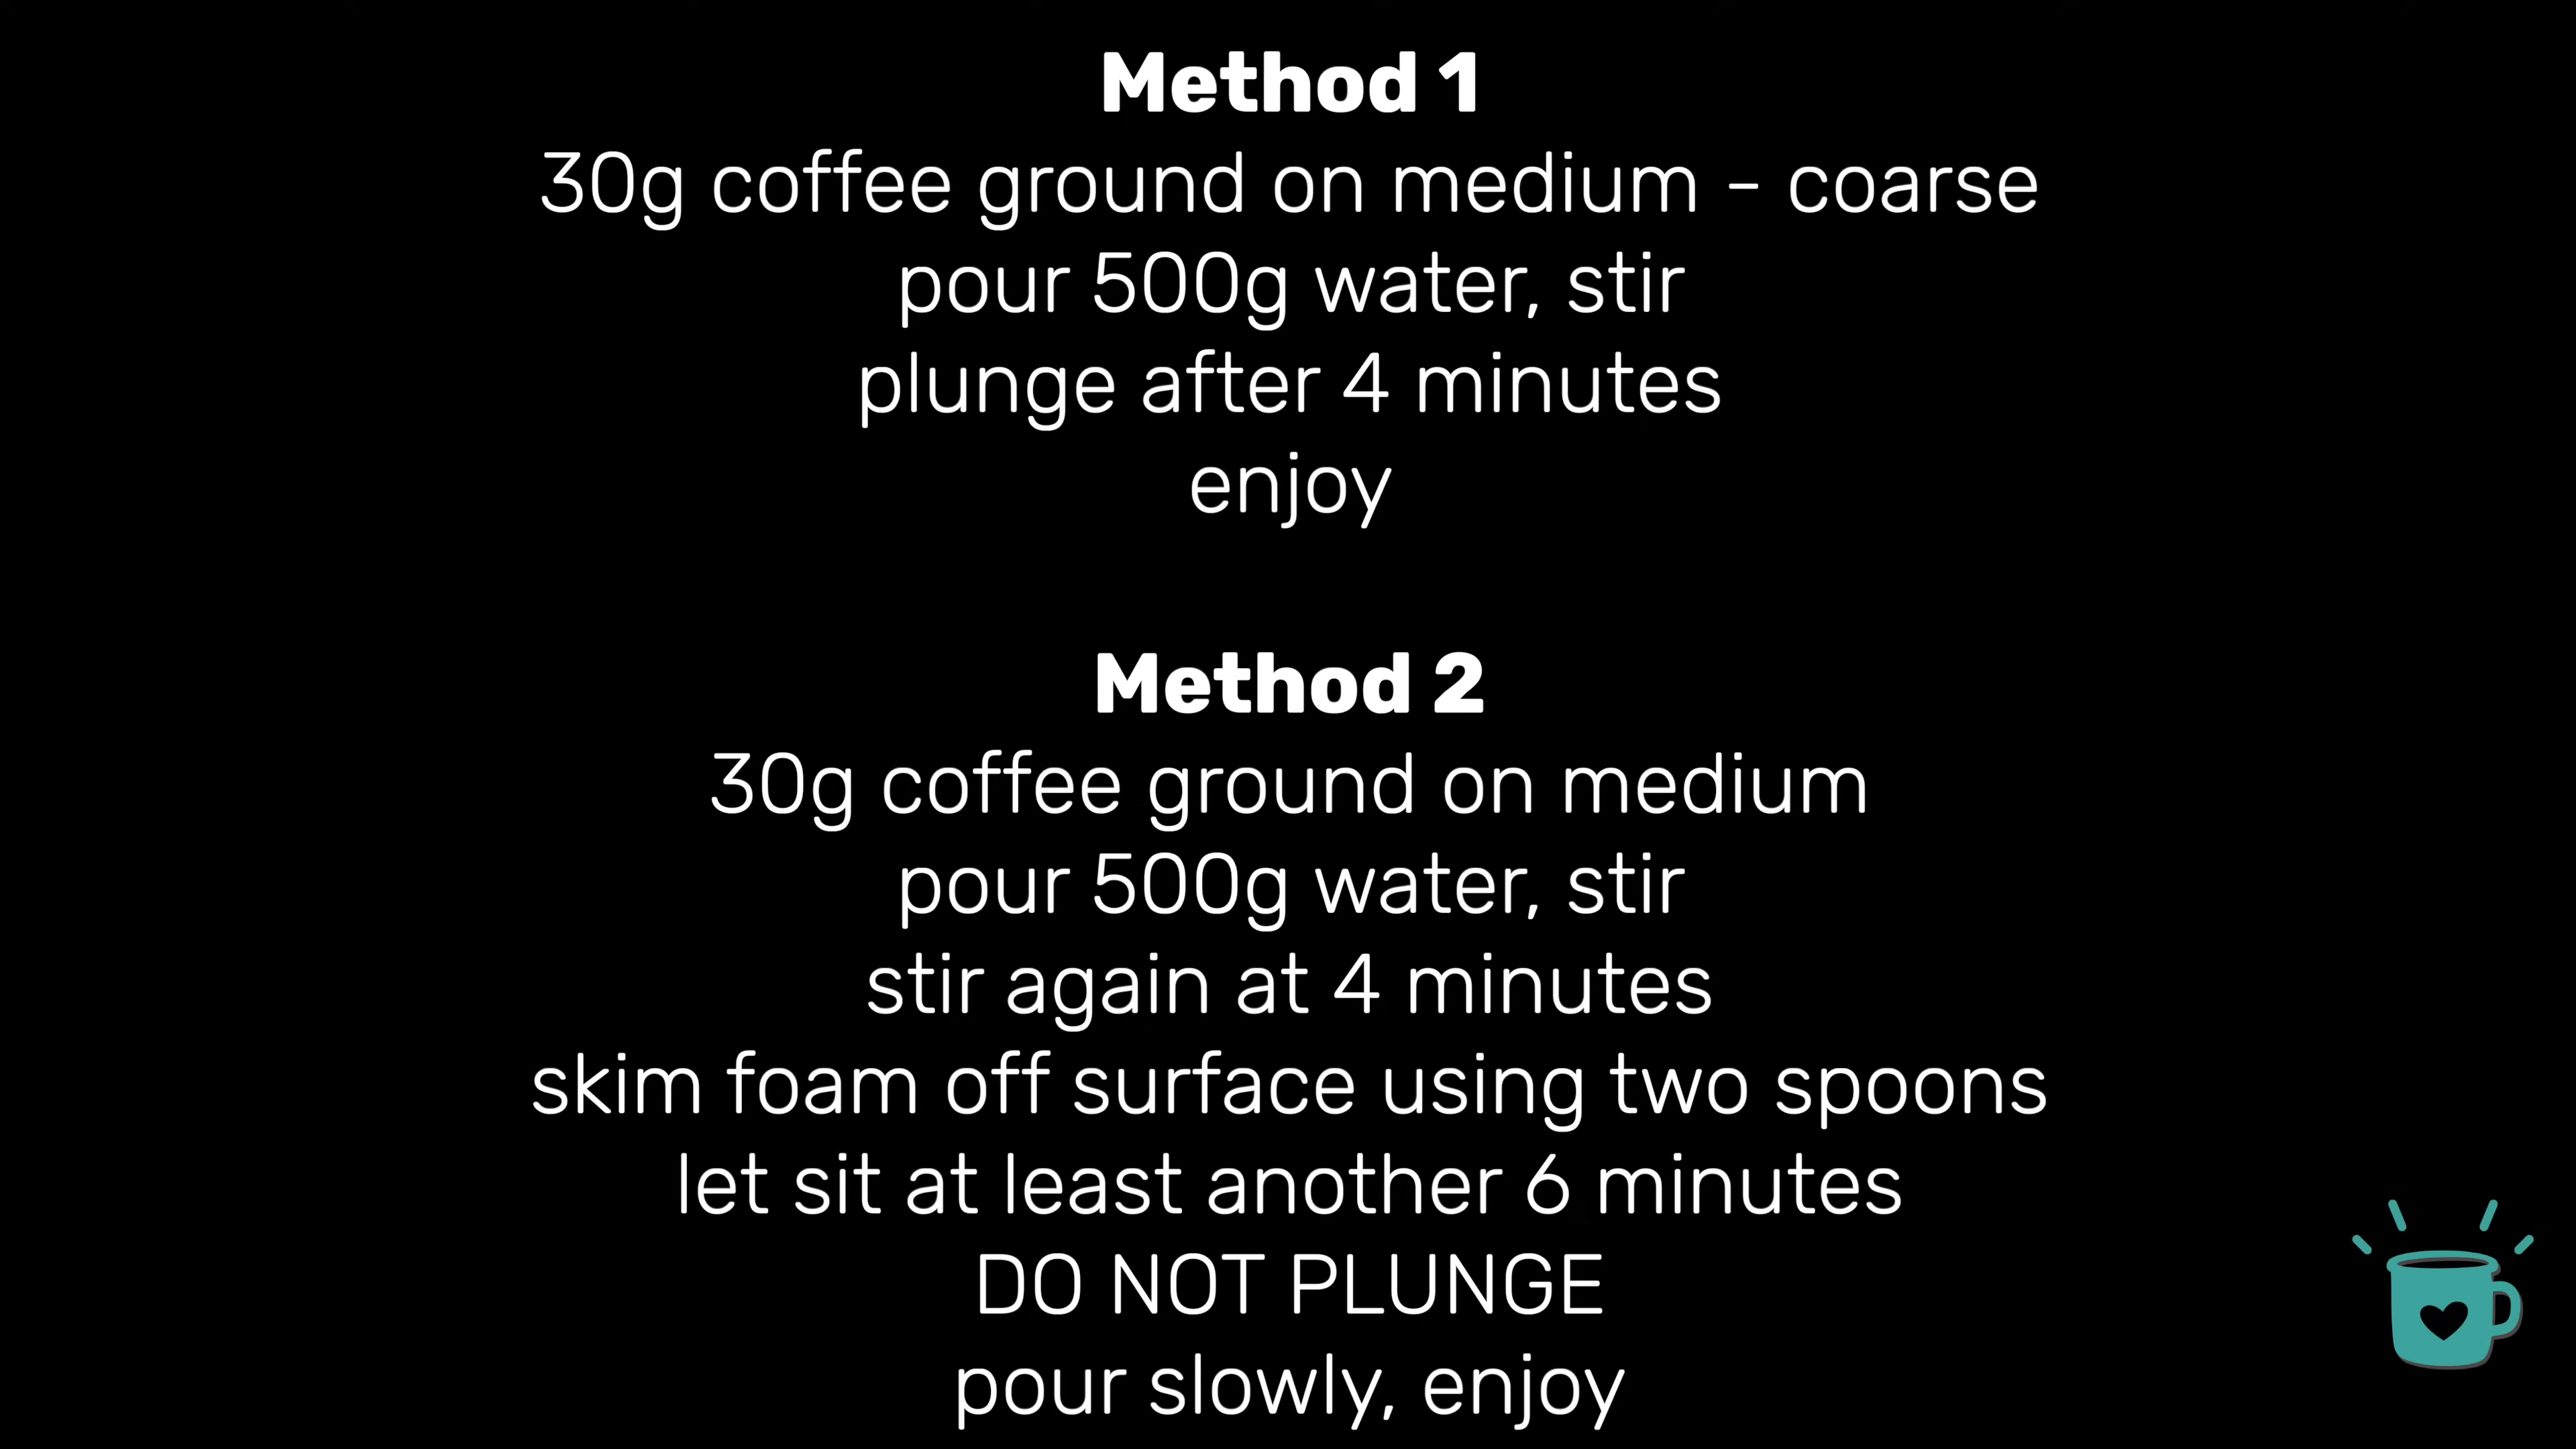 Method 1
30g coffee ground on medium - coarse
pour 500g water, stir
plunge after 4 minutes
enjoy
Method 2
30g coffee ground on medium
pour 500g water, stir
stir again at 4 minutes
skim foam off surface using two spoons
let sit at least another 6 minutes
DO NOT PLUNGE
pour slowly, enjoy